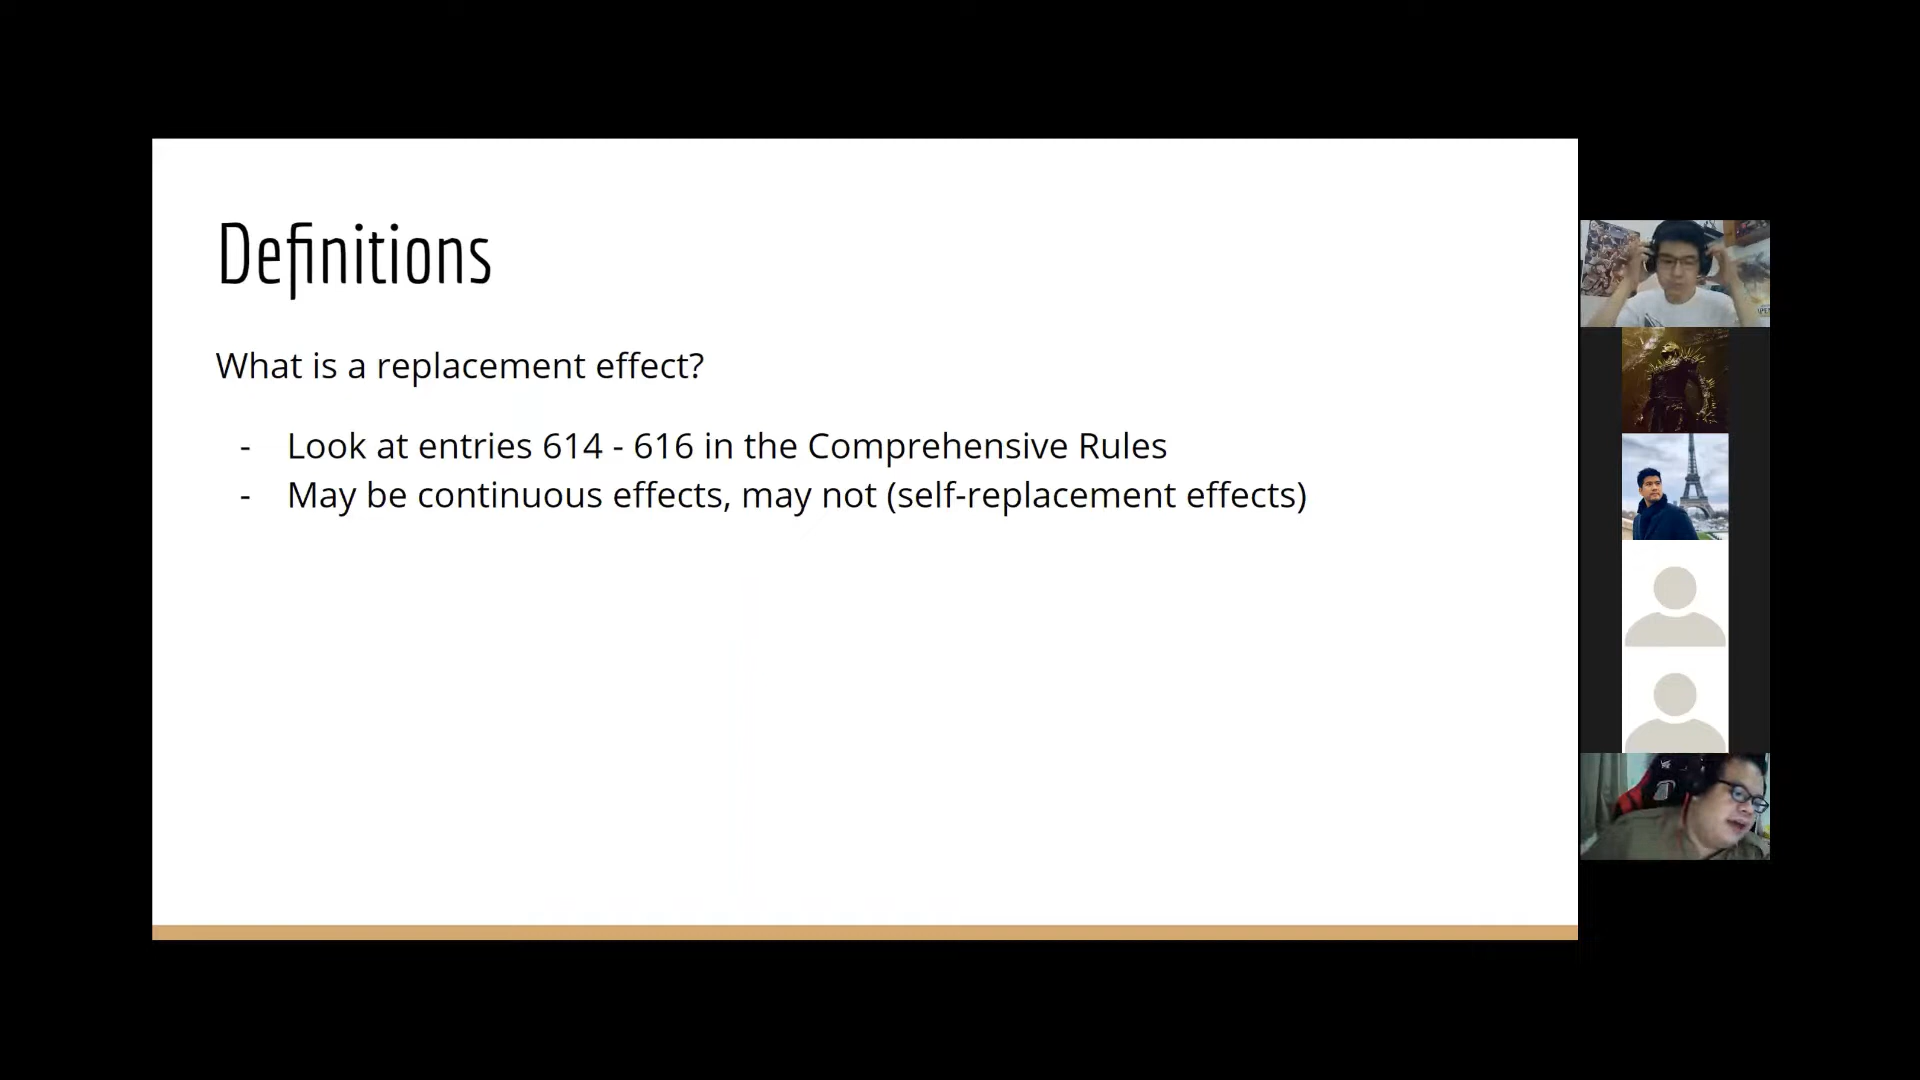 Definitions
What is a replacement effect?
- Look at entries 614 - 616 in the Comprehensive Rules
- May be continuous effects, may not (self-replacement effects)